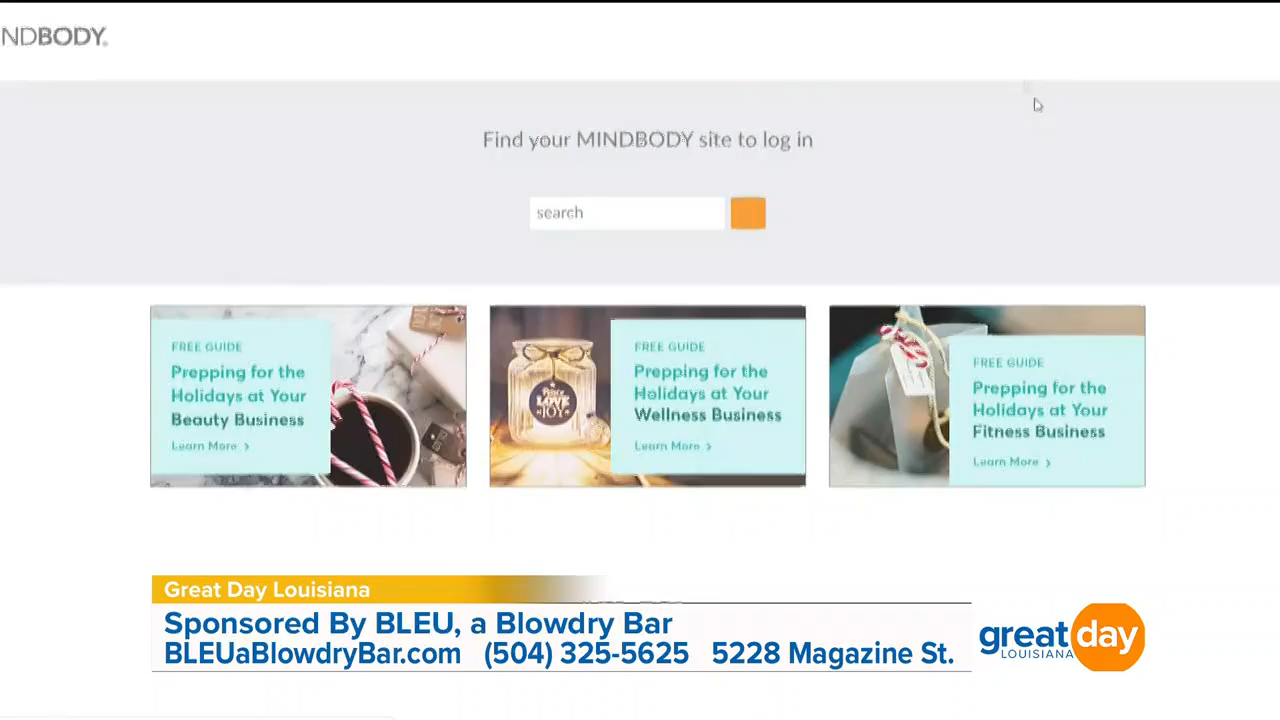 NDBODY.
Find your MINDBODY site to log in
search
FREE GUIDE
Prepping for the
Holidays at Your
Beauty Business
Learn More >
Peace
LOVE
JOY
FREE GUIDE
Prepping for the
Holidays at Your
Wellness Business
Learn More >
FREE GUIDE
Prepping for the
Holidays at Your
Fitness Business
Learn More >
Great Day Louisiana
Sponsored By BLEU, a Blowdry Bar
BLEUaBlowdryBar.com (504) 325-5625 5228 Magazine St.
great day
LOUISIANA